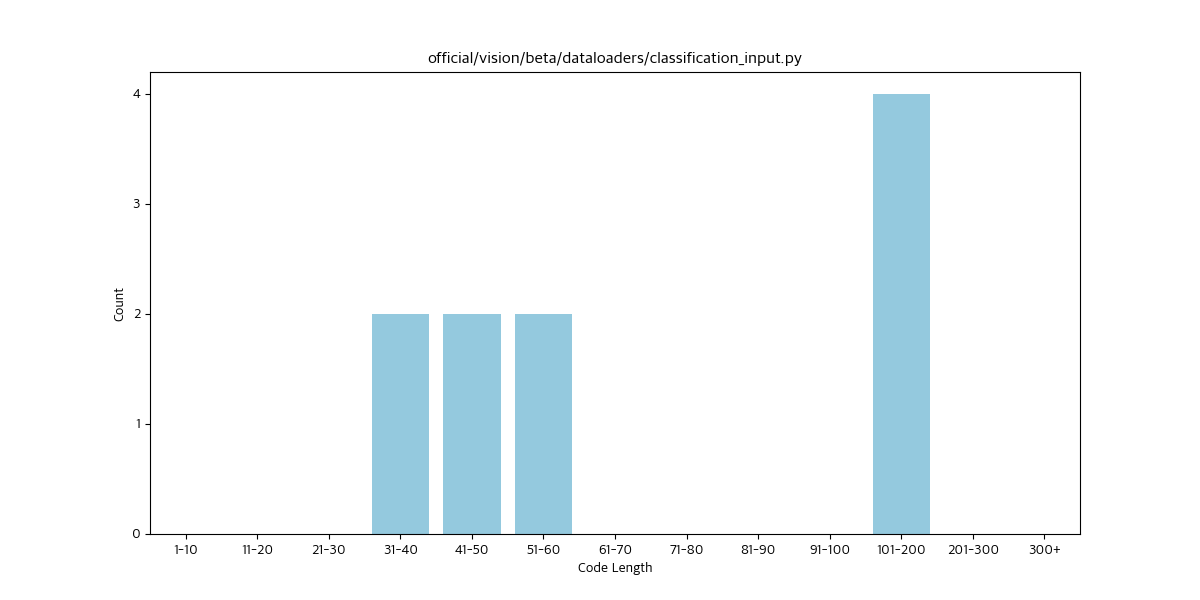 official/vision/beta/dataloaders/classification_input.py
4
3
2
1
0
Count
1-10 11-20 21-30 31-40 41-50 51-60 61-70 71-80 81-90 91-100 101-200 201-300 300+
Code Length